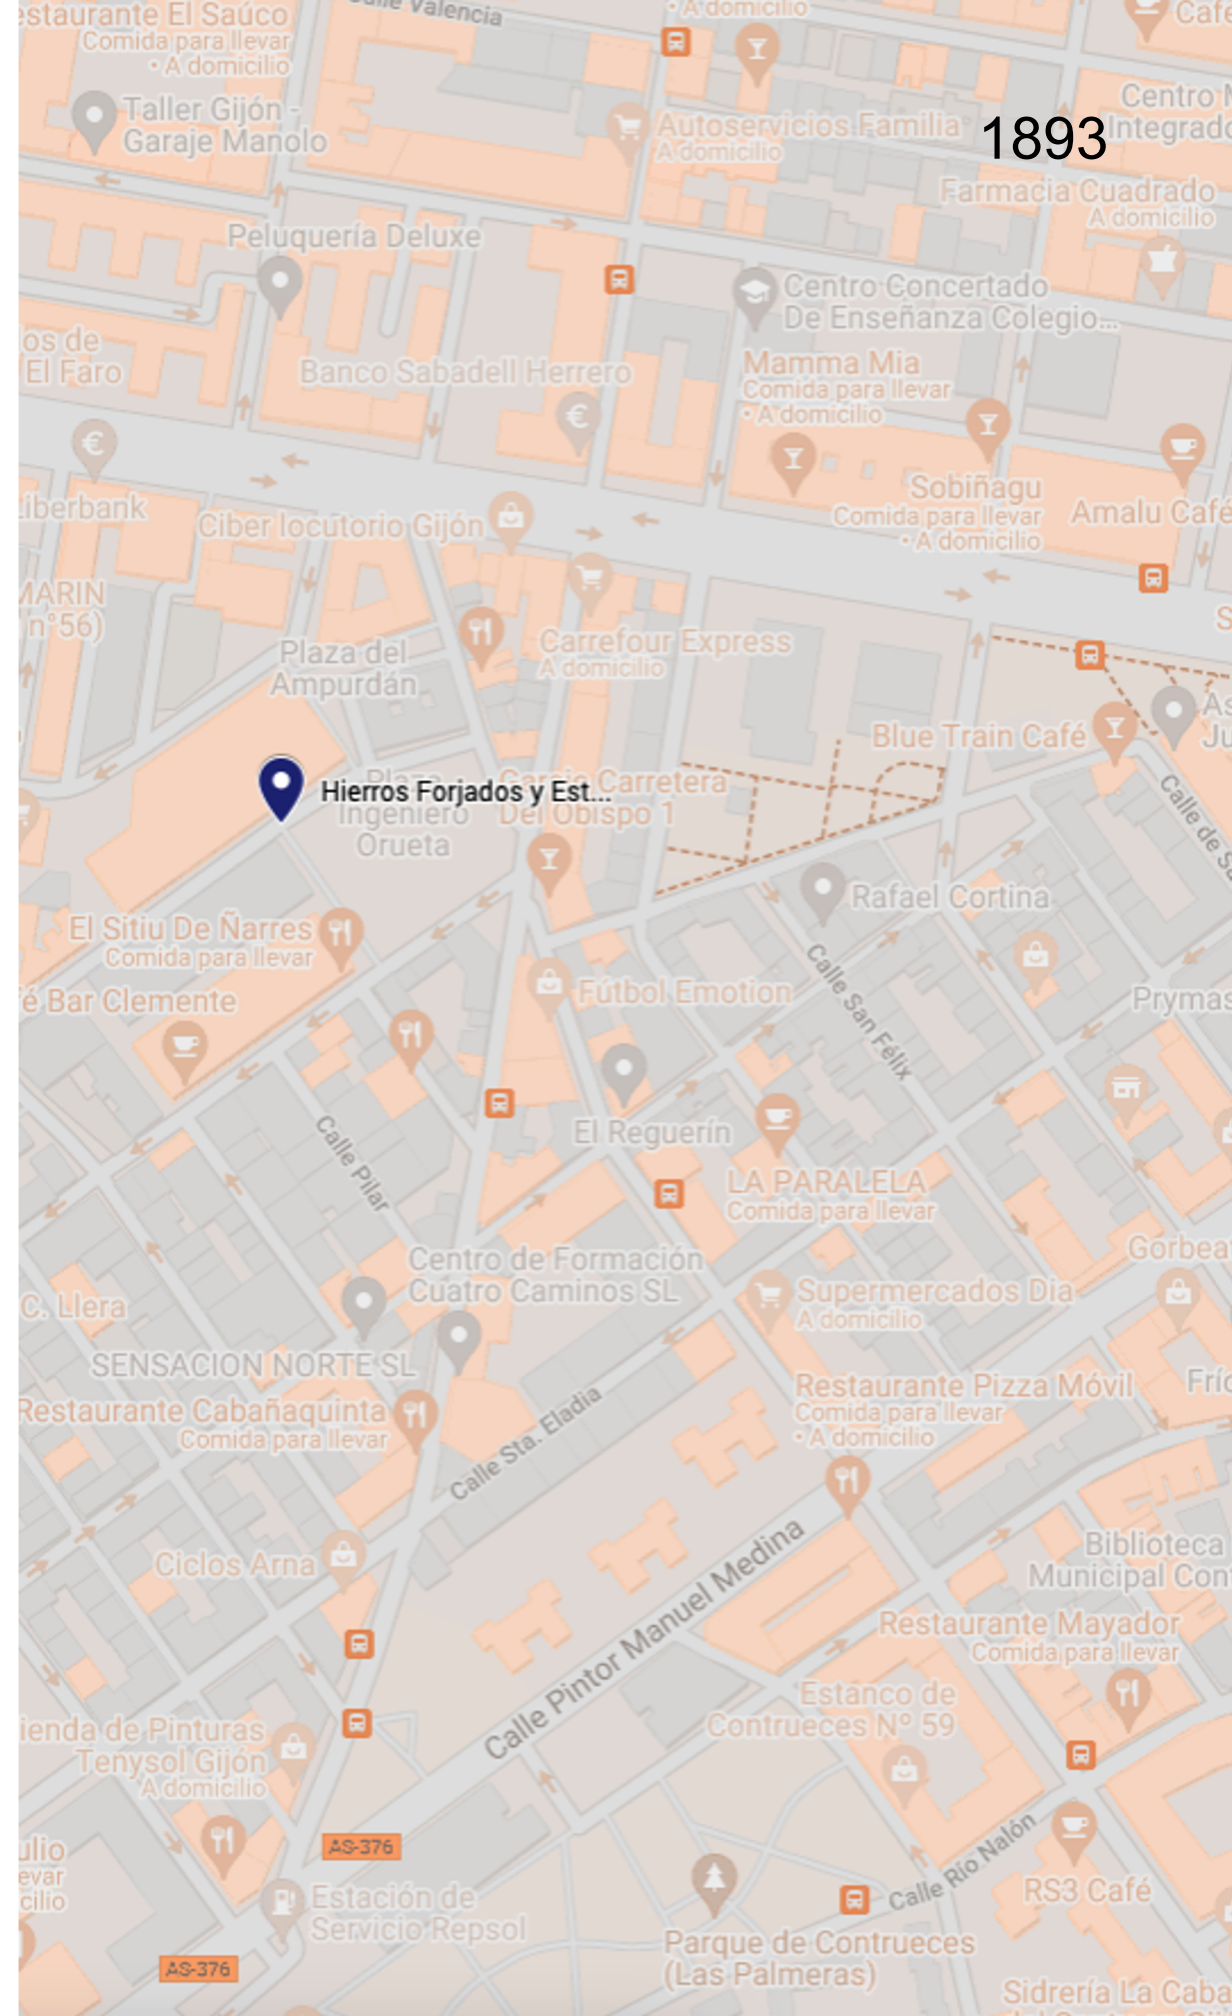 estaurante El Saúco
Comida para llevar
• A domicilio
Calle Valencia
• A domicilio
Taller Gijón -
Garaje Manolo
Autoservicios Familia
A domicilio
1893
Centro
Farmacia Cuadrado
A domicilio
Peluquería Deluxe
Centro Concertado
De Enseñanza Colegio...
os de
El Faro
Banco Sabadell Herrero
Mamma Mia
Comida para llevar
• A domicilio
Liberbank
Ciber locutorio Gijón
Sobiñagu
Comida para llevar
• A domicilio
Amalu Café
MARIN
n°56)
Plaza del
Ampurdán
Carrefour Express
A domicilio
Blue Train Café
Hierros Forjados y Est...
Plaza
Ingeniero
Orueta
Carretera
Del Obispo 1
Rafael Cortina
Calle San Félix
El Sitiu De Ñarres
Comida para llevar
é Bar Clemente
Fútbol Emotion
Prymas
Calle Pilar
El Reguerín
LA PARALELA
Comida para llevar
Centro de Formación
Cuatro Caminos SL
C. Llera
Gorbea
Supermercados Dia
A domicilio
SENSACION NORTE SL
Restaurante Cabañaquinta
Comida para llevar
Calle Sta. Eladia
Restaurante Pizza Móvil
Comida para llevar
• A domicilio
Ciclos Arna
Calle Pintor Manuel Medina
Biblioteca
Municipal Con
Restaurante Mayador
Comida para llevar
Estanco de
Contrueces Nº 59
ienda de Pinturas
Tenysol Gijón
A domicilio
AS-376
ulio
evar
cilio
Estación de
Servicio Repsol
Calle Río Nalón
RS3 Café
AS-376
Parque de Contrueces
(Las Palmeras)
Sidrería La Caba